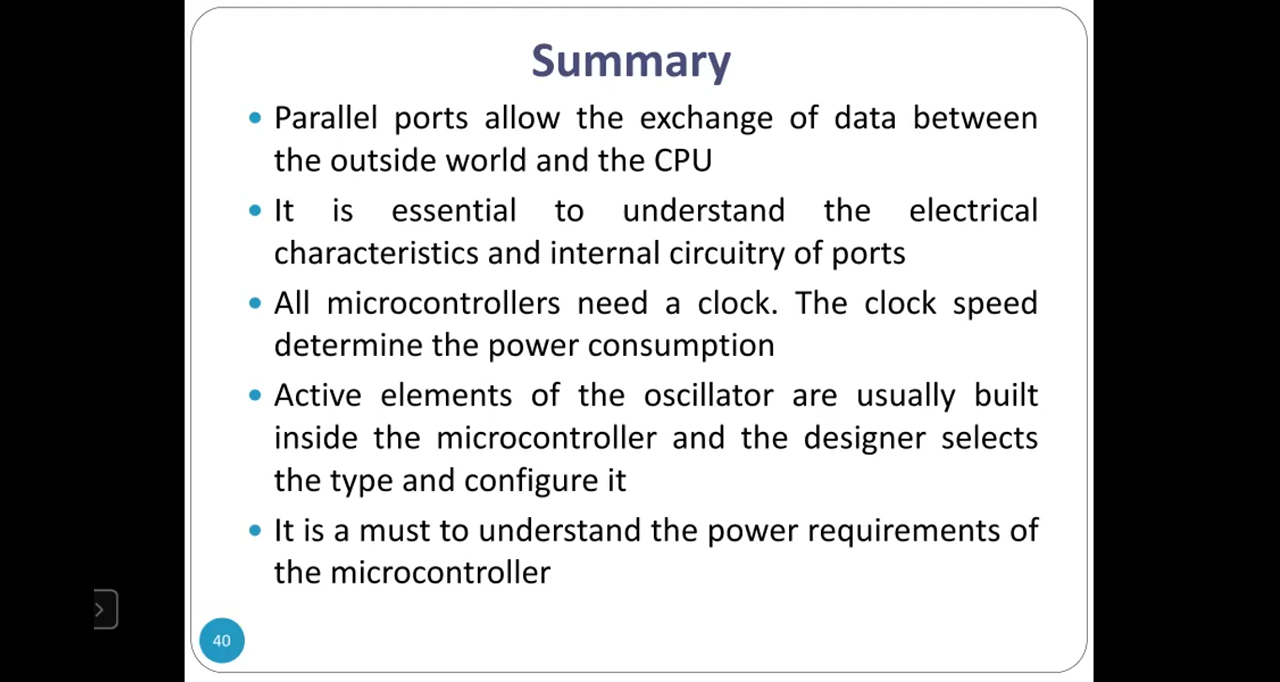 Summary
• Parallel ports allow the exchange of data between
the outside world and the CPU
• It is essential to understand the electrical
characteristics and internal circuitry of ports
• All microcontrollers need a clock. The clock speed
determine the power consumption
• Active elements of the oscillator are usually built
inside the microcontroller and the designer selects
the type and configure it
• It is a must to understand the power requirements of
the microcontroller
40